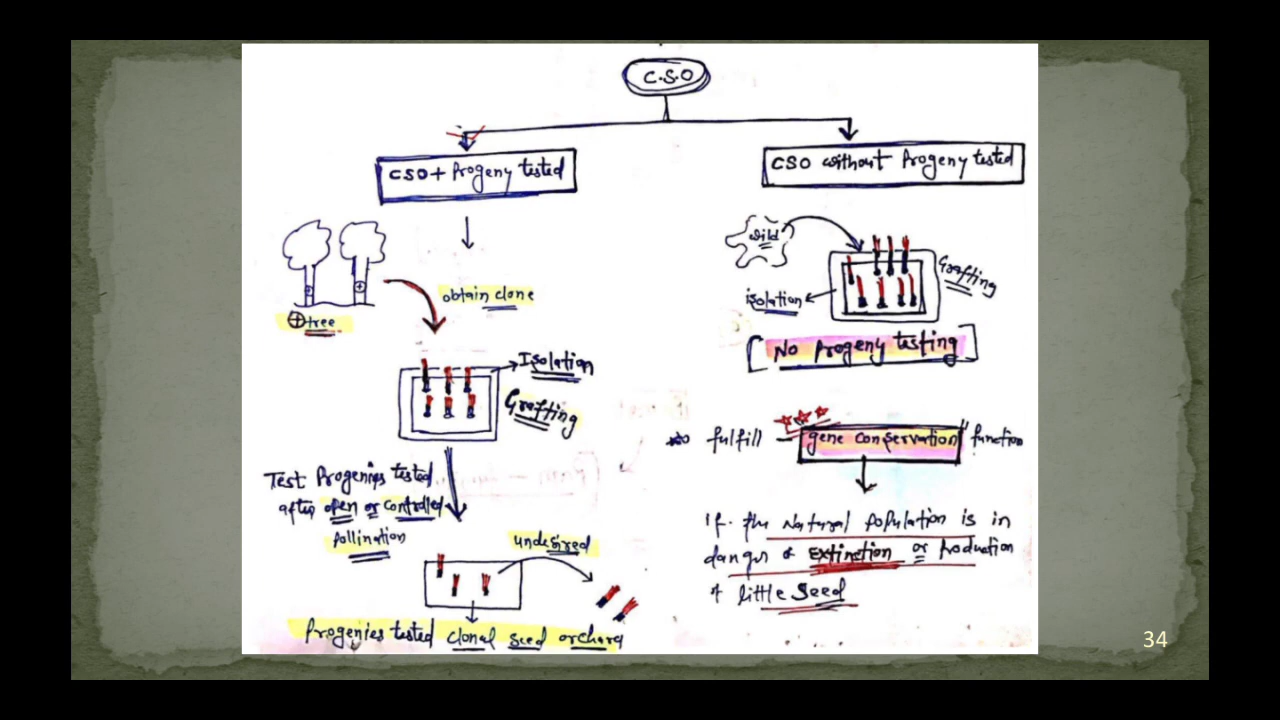 C.S.O
CSO + Progeny tested
CSO without Progeny tested
⊕ tree
obtain clone
Isolation
Grafting
Test Progenies tested
after open or controlled
Pollination
undesired
Progenies tested clonal seed orchard
wild
isolation
Grafting
[No Progeny testing]
fulfill "gene conservation" function
If the Natural Population is in
danger of Extinction or Production
of little Seed
34